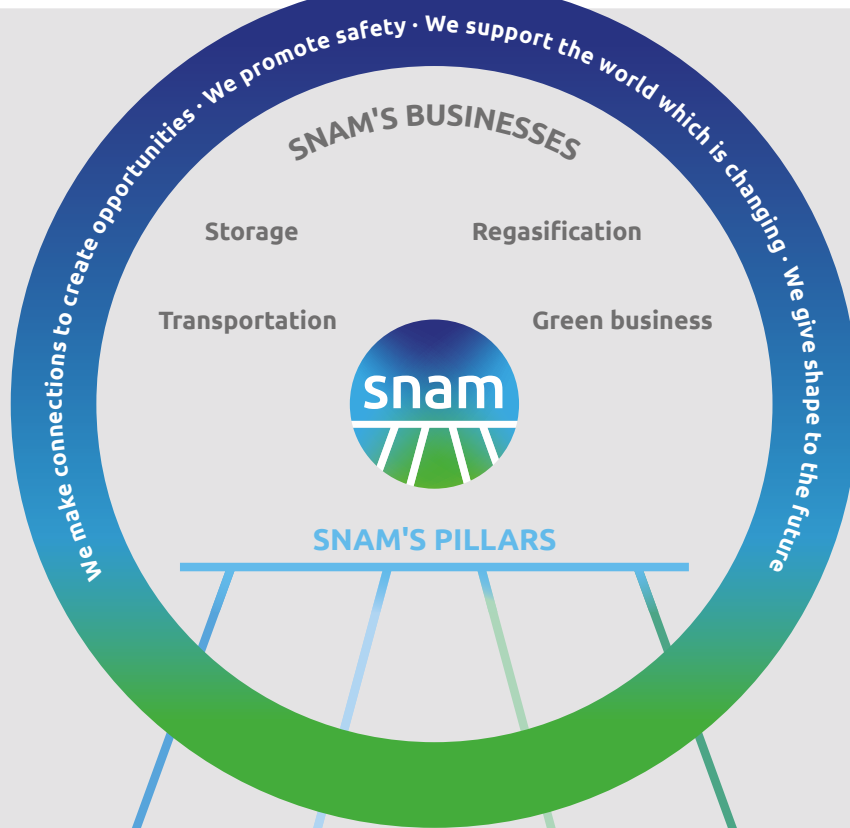 We make connections to create opportunities · We promote safety · We support the world which is changing · We give shape to the future
SNAM'S BUSINESSES
Storage
Regasification
Transportation
Green business
snam
SNAM'S PILLARS